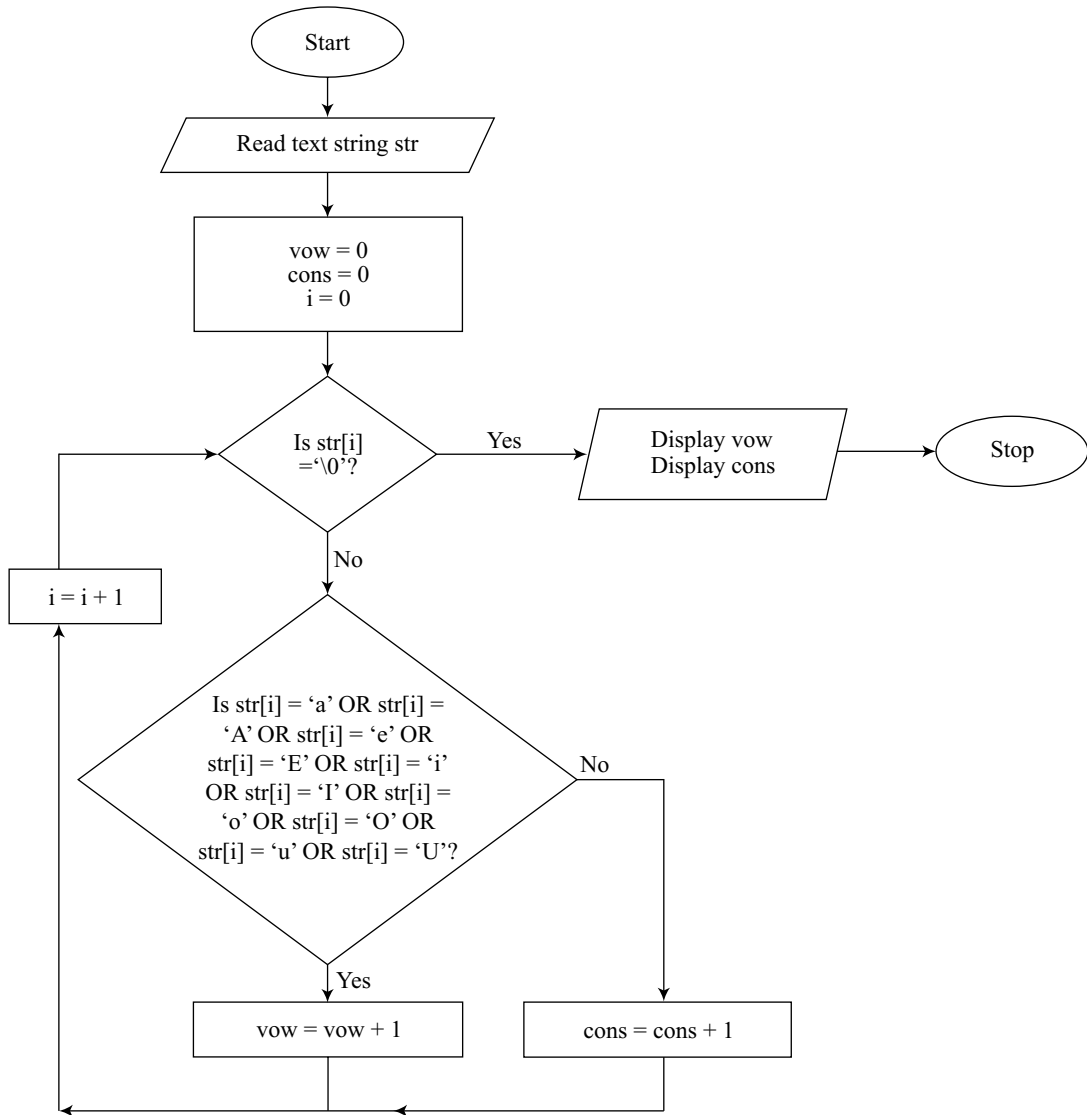 Start
Read text string str
vow = 0
cons = 0
i = 0
Is str[i]
=‘\0’?
Yes
Display vow
Display cons
Stop
No
i = i + 1
Is str[i] = ‘a’ OR str[i] =
‘A’ OR str[i] = ‘e’ OR
str[i] = ‘E’ OR str[i] = ‘i’
OR str[i] = ‘I’ OR str[i] =
‘o’ OR str[i] = ‘O’ OR
str[i] = ‘u’ OR str[i] = ‘U’?
No
Yes
vow = vow + 1
cons = cons + 1